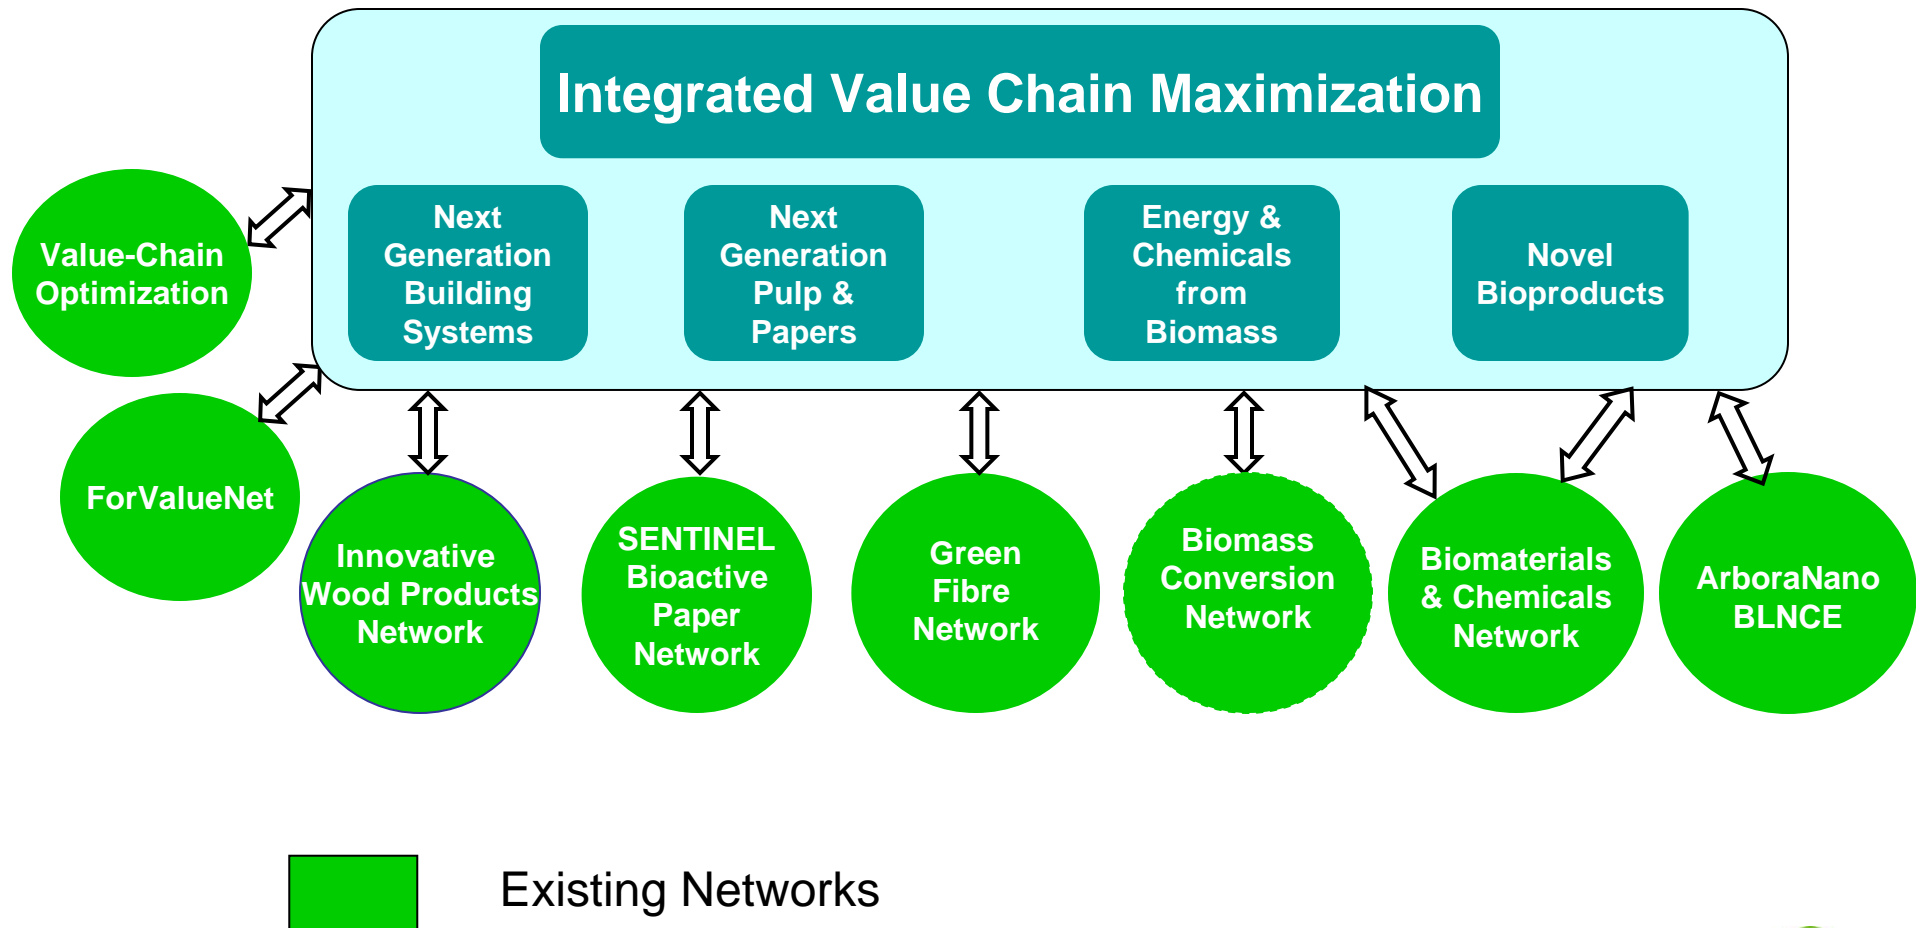 Integrated Value Chain Maximization
Value-Chain
Optimization
Next
Generation
Building
Systems
Next
Generation
Pulp &
Papers
Energy &
Chemicals
from
Biomass
Novel
Bioproducts
ForValueNet
Innovative
Wood Products
Network
SENTINEL
Bioactive
Paper
Network
Green
Fibre
Network
Biomass
Conversion
Network
Biomaterials
& Chemicals
Network
ArboraNano
BLNCE
Existing Networks